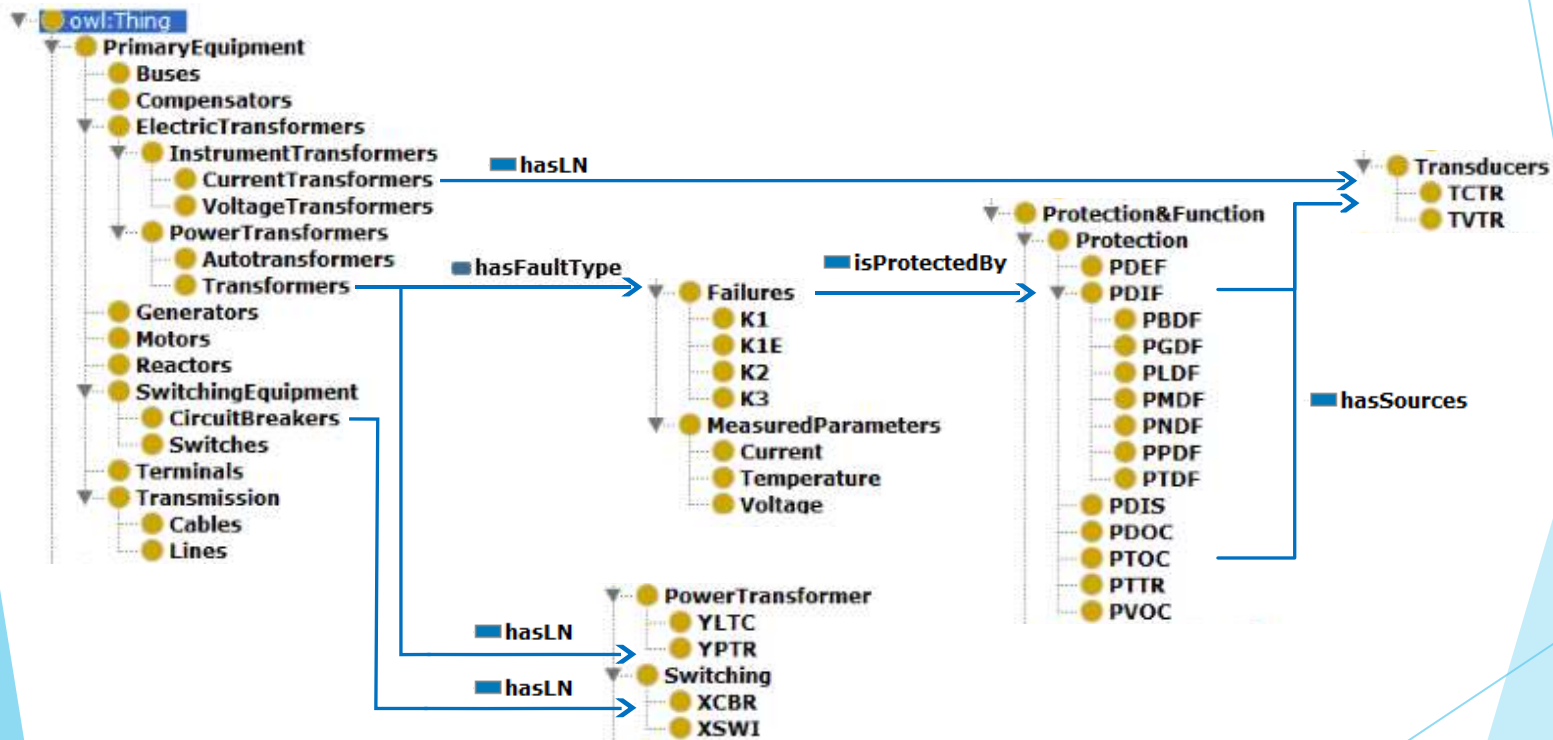 owl:Thing
PrimaryEquipment
Buses
Compensators
ElectricTransformers
InstrumentTransformers
CurrentTransformers
VoltageTransformers
PowerTransformers
Autotransformers
Transformers
Generators
Motors
Reactors
SwitchingEquipment
CircuitBreakers
Switches
Terminals
Transmission
Cables
Lines
hasLN
hasFaultType
Failures
K1
K1E
K2
K3
MeasuredParameters
Current
Temperature
Voltage
isProtectedBy
Protection&Function
Protection
PDEF
PDIF
PBDF
PGDF
PLDF
PMDF
PNDF
PPDF
PTDF
PDIS
PDOC
PTOC
PTTR
PVOC
hasSources
Transducers
TCTR
TVTR
hasLN
PowerTransformer
YLTC
YPTR
hasLN
Switching
XCBR
XSWI